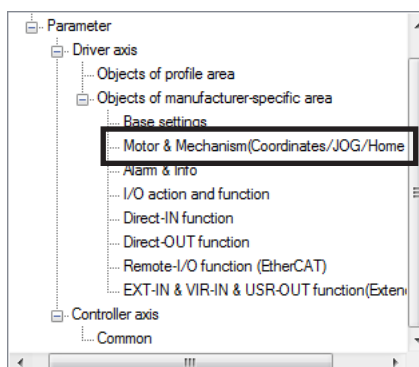 Parameter
Driver axis
Objects of profile area
Objects of manufacturer-specific area
Base settings
Motor & Mechanism(Coordinates/JOG/Home
Alarm & Info
I/O action and function
Direct-IN function
Direct-OUT function
Remote-I/O function (EtherCAT)
EXT-IN & VIR-IN & USR-OUT function(Exten
Controller axis
Common